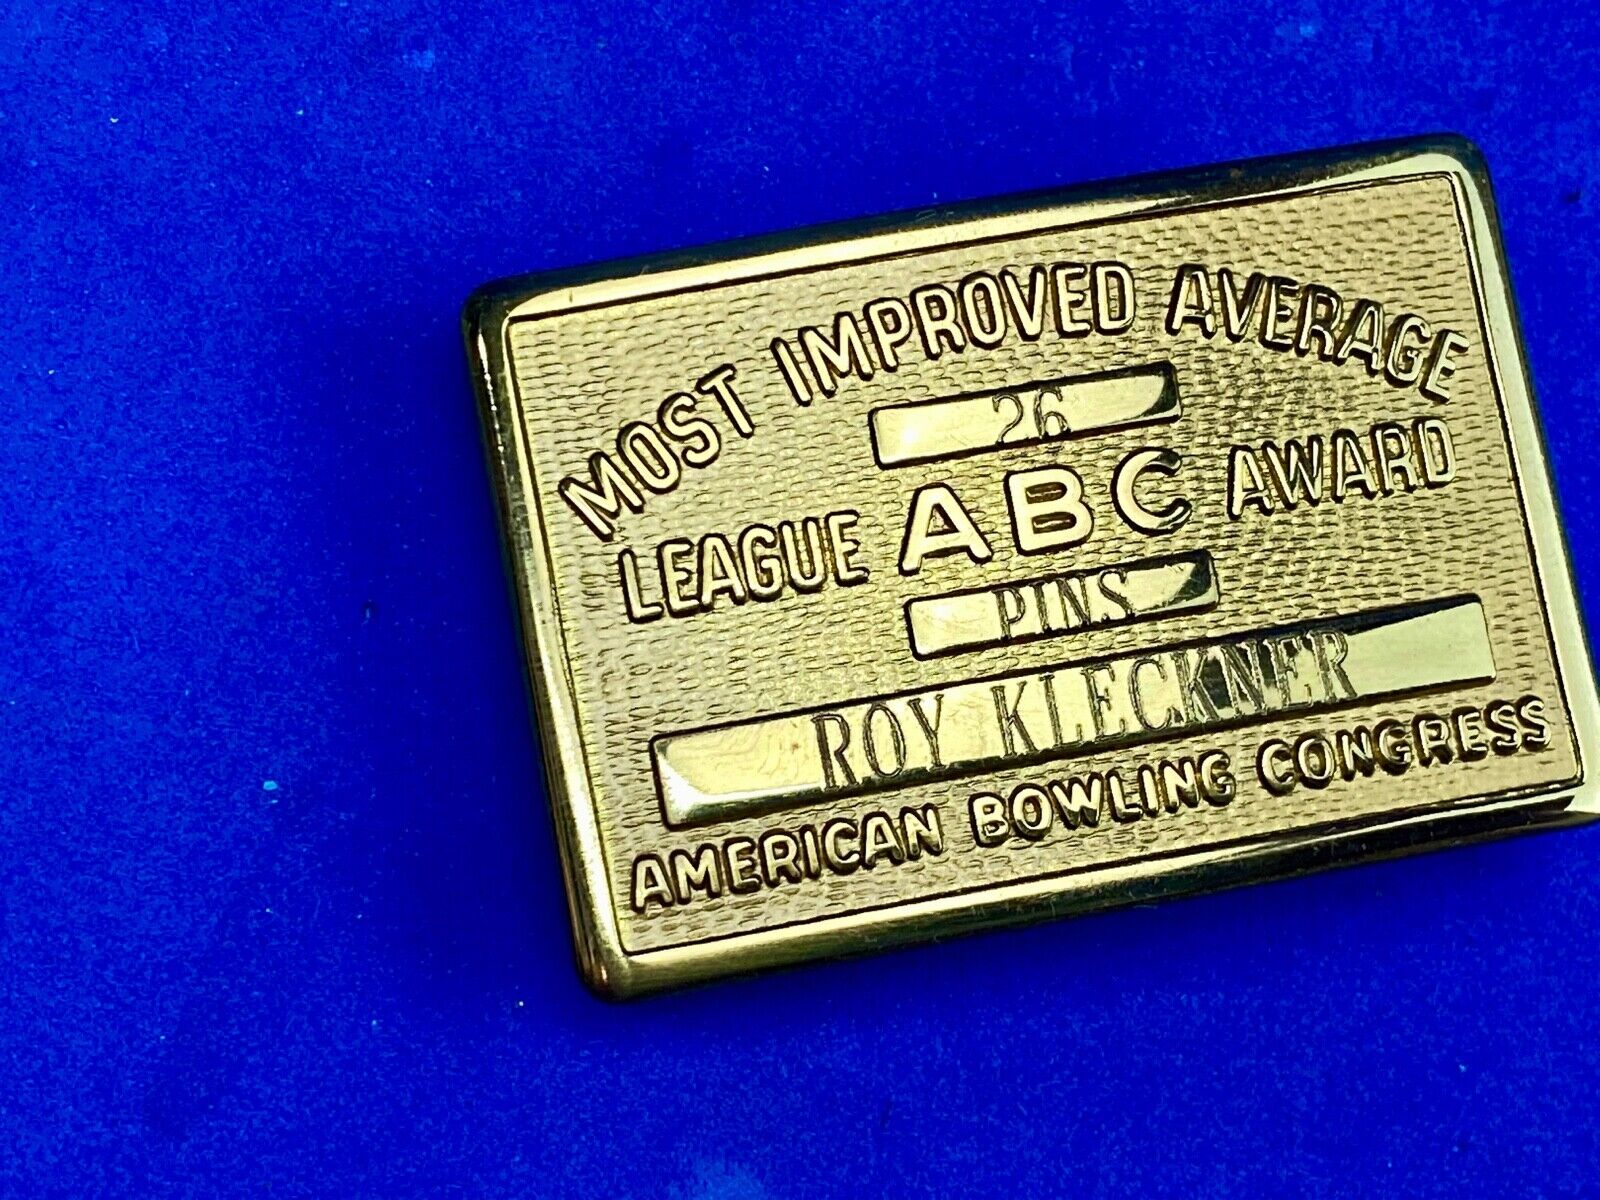 MOST IMPROVED AVERAGE
26
LEAGUE ABC AWARD
PINS
ROY KLECKNER
AMERICAN BOWLING CONGRESS